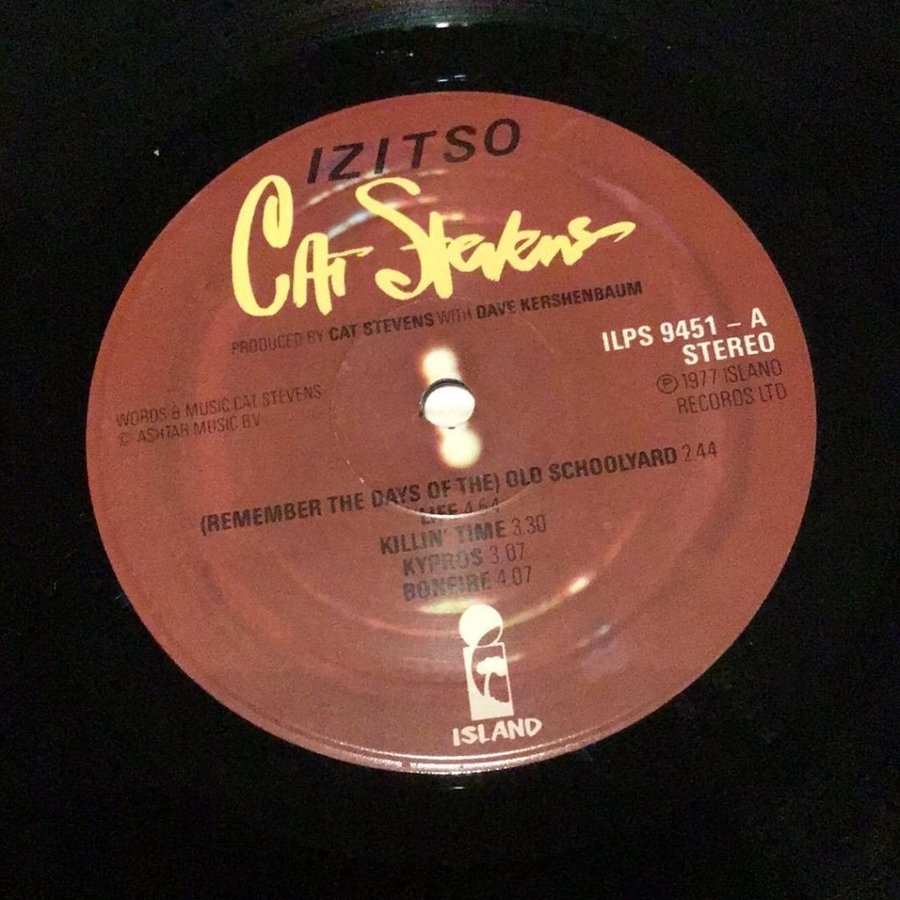 IZITSO
Cat Stevens
PRODUCED BY CAT STEVENS WITH DAVE KERSHENBAUM
ILPS 9451 – A
STEREO
℗ 1977 ISLAND
RECORDS LTD
WORDS & MUSIC CAT STEVENS
© ASHTAR MUSIC BV
(REMEMBER THE DAYS OF THE) OLD SCHOOLYARD 2.44
LIFE 4.54
KILLIN' TIME 3.30
KYPROS 3.07
BONFIRE 4.07
ISLAND